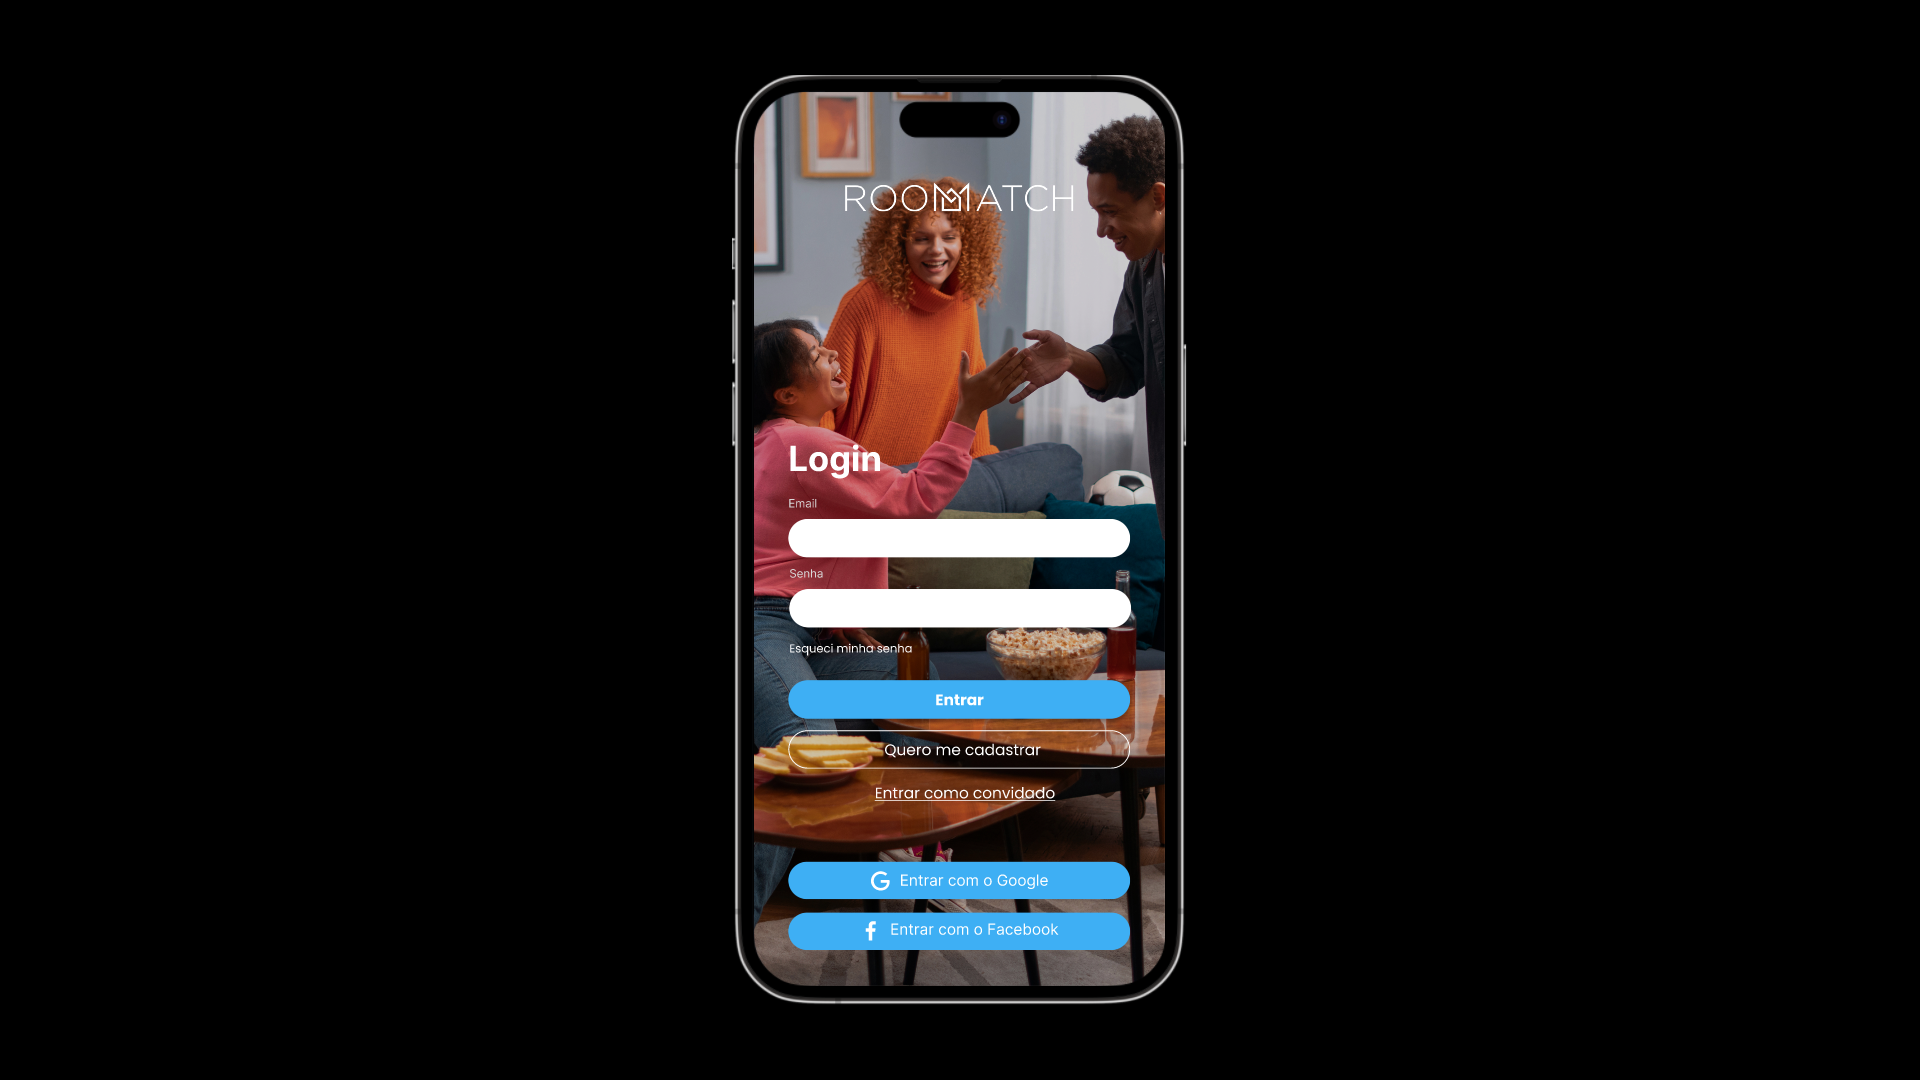 ROOMMATCH
Login
Email
Senha
Esqueci minha senha
Entrar
Quero me cadastrar
Entrar como convidado
G Entrar com o Google
f Entrar com o Facebook